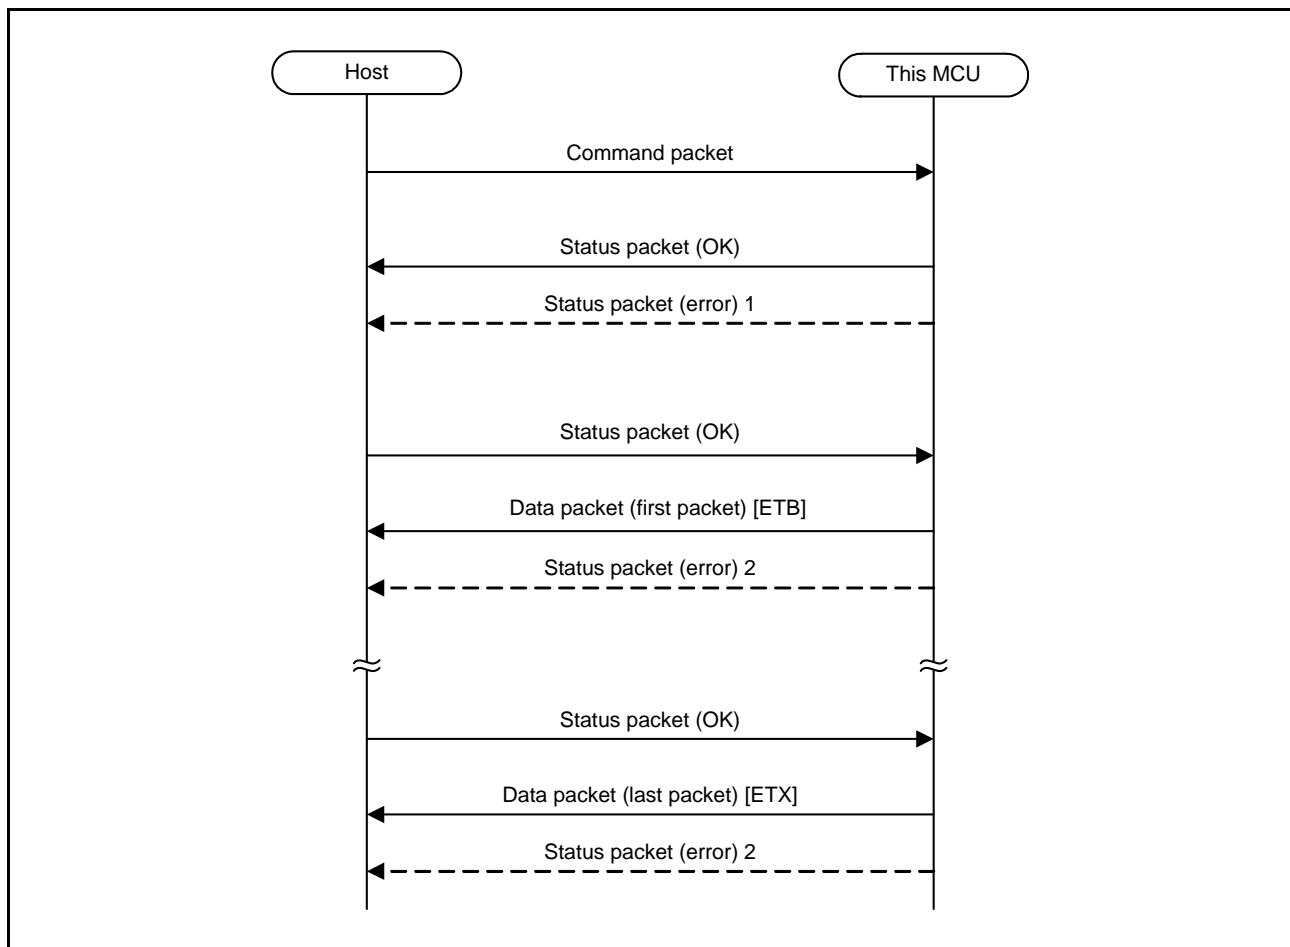 Host
This MCU
Command packet
Status packet (OK)
Status packet (error) 1
Status packet (OK)
Data packet (first packet) [ETB]
Status packet (error) 2
Status packet (OK)
Data packet (last packet) [ETX]
Status packet (error) 2